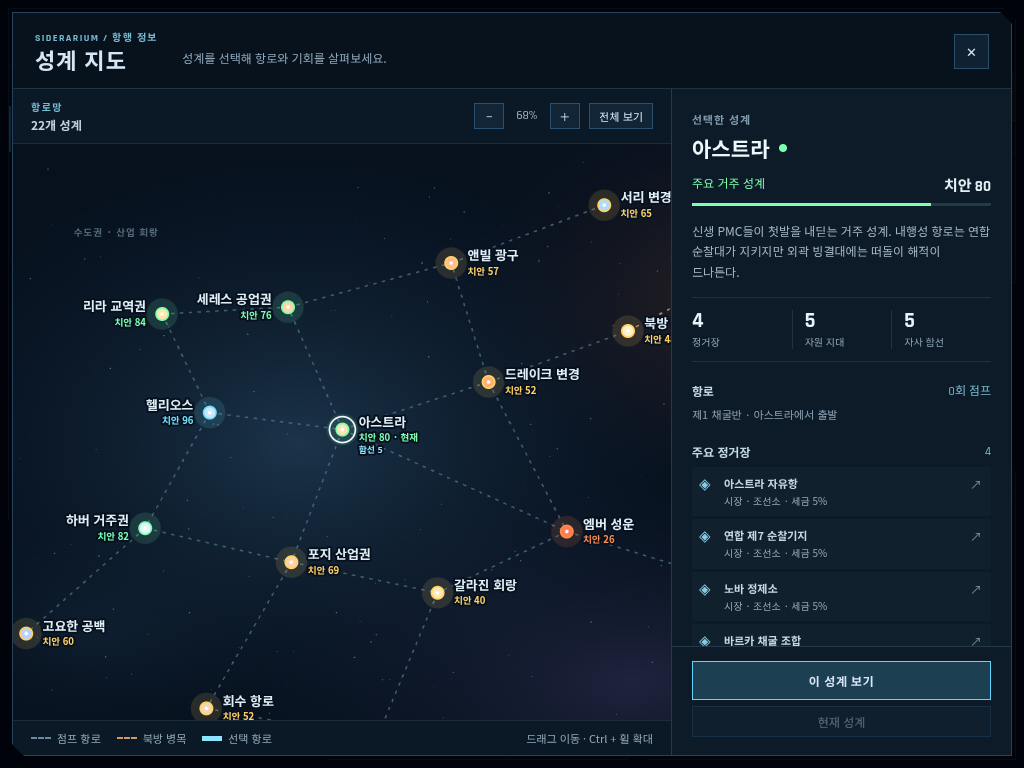 SIDERARIUM / 항행 정보
성계 지도
성계를 선택해 항로와 기회를 살펴보세요.
×
항로망
22개 성계
−
68%
+
전체 보기
수도권 · 산업 회랑
서리 변경
치안 65
앤빌 광구
치안 57
리라 교역권
치안 84
세레스 공업권
치안 76
북방
치안 4
드레이크 변경
치안 52
헬리오스
치안 96
아스트라
치안 80 · 현재
함선 5
하버 거주권
치안 82
엠버 성운
치안 26
포지 산업권
치안 69
갈라진 회랑
치안 40
고요한 공백
치안 60
회수 항로
치안 52
점프 항로
북방 병목
선택 항로
드래그 이동 · Ctrl + 휠 확대
선택한 성계
아스트라
주요 거주 성계
치안 80
신생 PMC들이 첫발을 내딛는 거주 성계. 내행성 항로는 연합
순찰대가 지키지만 외곽 빙결대에는 떠돌이 해적이
드나든다.
4
정거장
5
자원 지대
5
자사 함선
항로
0회 점프
제1 채굴반 · 아스트라에서 출발
주요 정거장
4
아스트라 자유항
시장 · 조선소 · 세금 5%
↗
연합 제7 순찰기지
시장 · 조선소 · 세금 5%
↗
노바 정제소
시장 · 조선소 · 세금 5%
↗
바르카 채굴 조합
↗
이 성계 보기
현재 성계